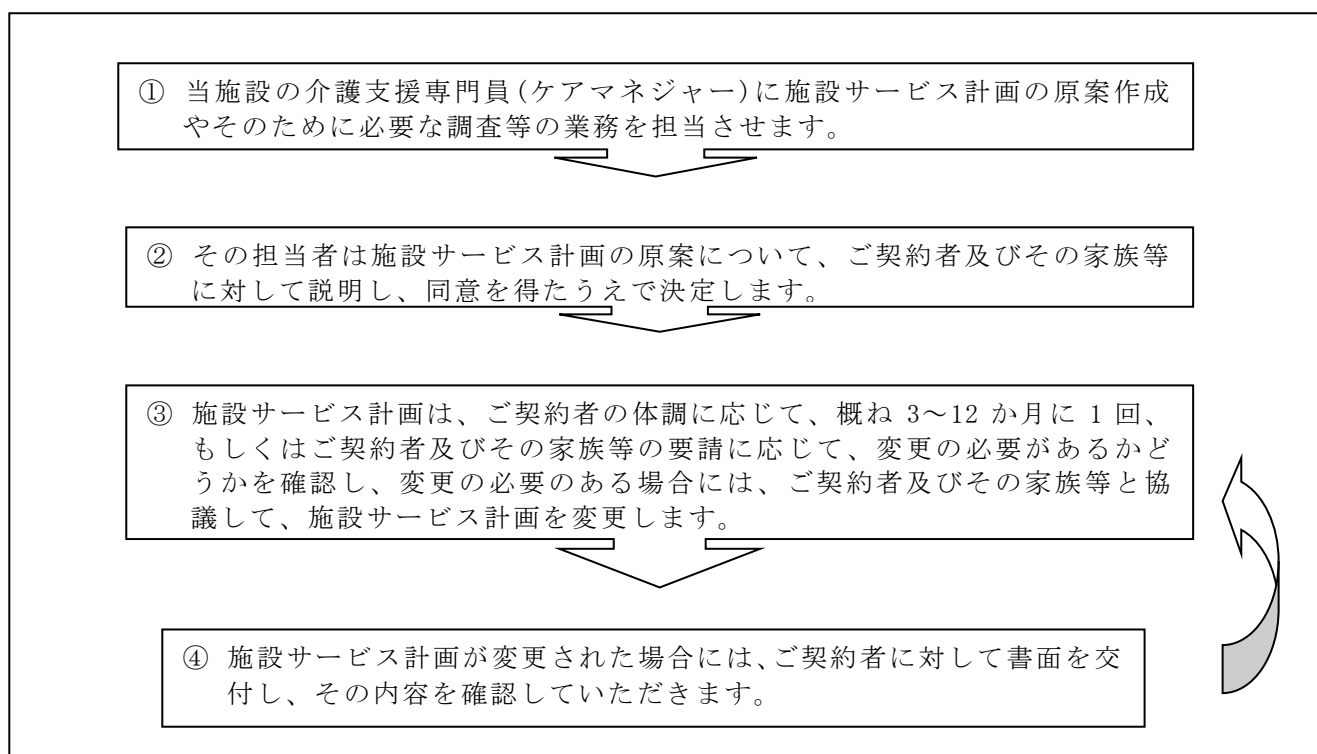 ① 当施設の介護支援専門員(ケアマネジャー)に施設サービス計画の原案作成
やそのために必要な調査等の業務を担当させます。
② その担当者は施設サービス計画の原案について、ご契約者及びその家族等
に対して説明し、同意を得たうえで決定します。
③ 施設サービス計画は、ご契約者の体調に応じて、概ね 3～12 か月に 1 回、
もしくはご契約者及びその家族等の要請に応じて、変更の必要があるかど
うかを確認し、変更の必要のある場合には、ご契約者及びその家族等と協
議して、施設サービス計画を変更します。
④ 施設サービス計画が変更された場合には、ご契約者に対して書面を交
付し、その内容を確認していただきます。